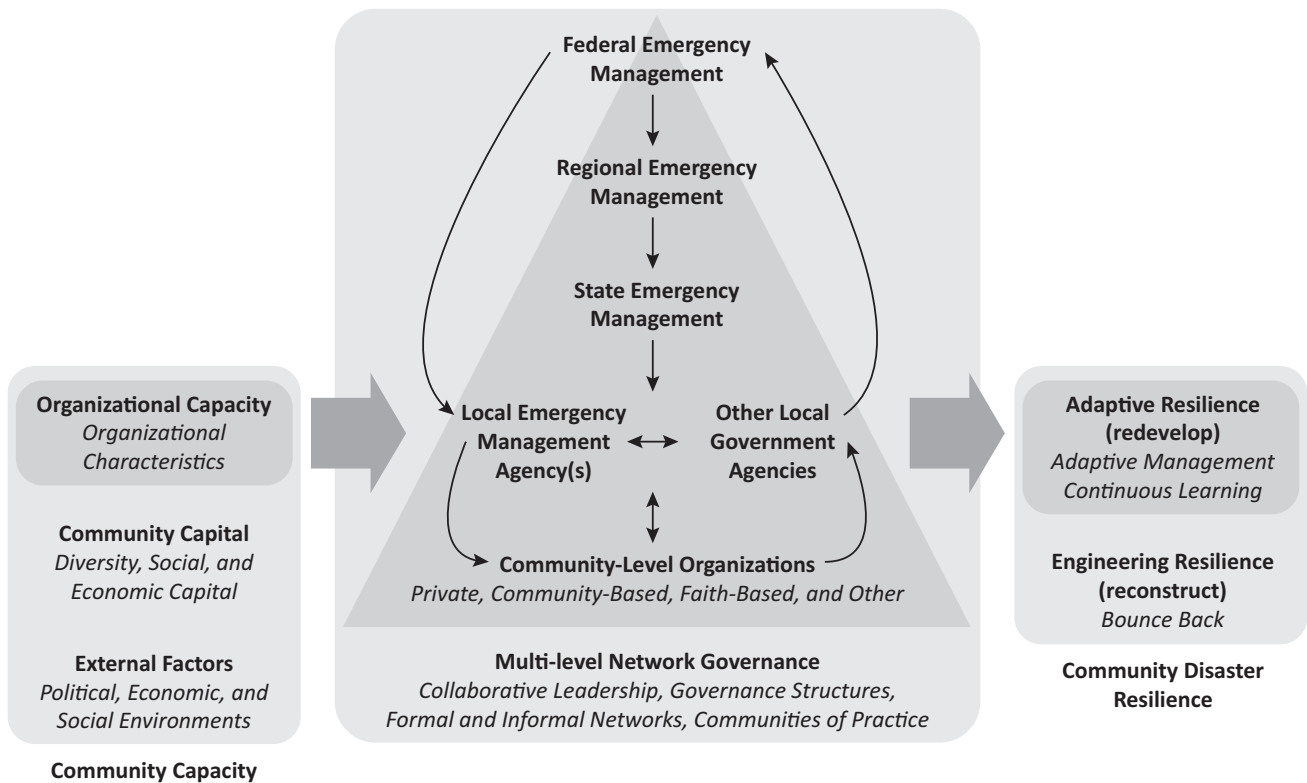 Federal Emergency
Management
Regional Emergency
Management
State Emergency
Management
Local Emergency
Management
Agency(s)
Other Local
Government
Agencies
Community-Level Organizations
Private, Community-Based, Faith-Based, and Other
Multi-level Network Governance
Collaborative Leadership, Governance Structures,
Formal and Informal Networks, Communities of Practice
Organizational Capacity
Organizational
Characteristics
Community Capital
Diversity, Social, and
Economic Capital
External Factors
Political, Economic, and
Social Environments
Community Capacity
Adaptive Resilience
(redevelop)
Adaptive Management
Continuous Learning
Engineering Resilience
(reconstruct)
Bounce Back
Community Disaster
Resilience